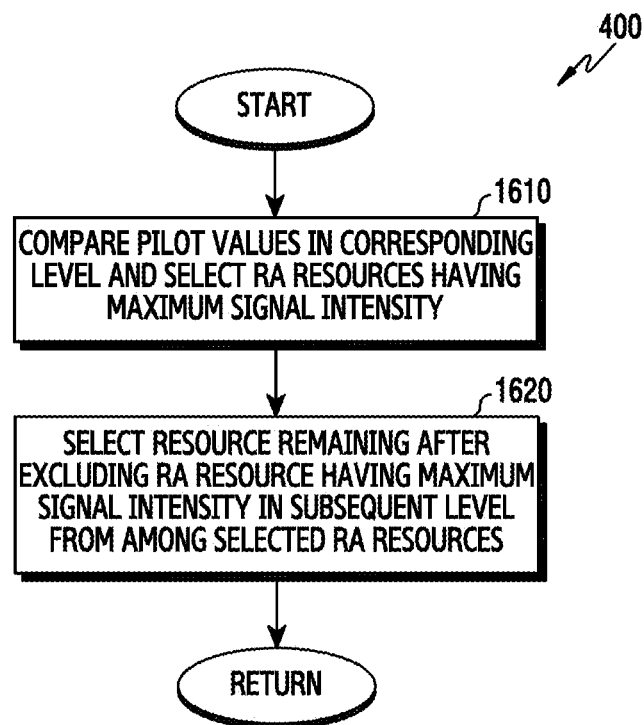 400
START
1610
COMPARE PILOT VALUES IN CORRESPONDING
LEVEL AND SELECT RA RESOURCES HAVING
MAXIMUM SIGNAL INTENSITY
1620
SELECT RESOURCE REMAINING AFTER
EXCLUDING RA RESOURCE HAVING MAXIMUM
SIGNAL INTENSITY IN SUBSEQUENT LEVEL
FROM AMONG SELECTED RA RESOURCES
RETURN